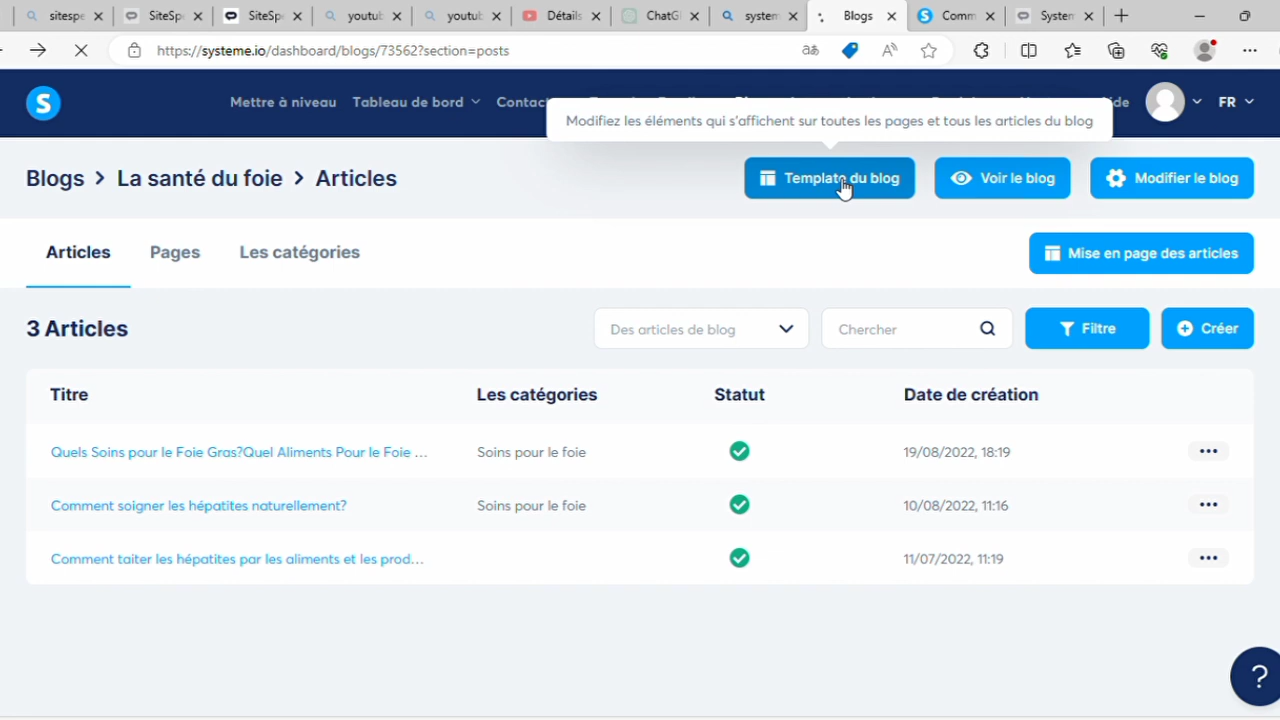 sitespe
SiteSp
SiteSp
youtub
youtub
Détails
ChatG
system
Blogs
Comm
System
https://systeme.io/dashboard/blogs/73562?section=posts
S
Mettre à niveau
Tableau de bord
Contac
FR
Modifiez les éléments qui s'affichent sur toutes les pages et tous les articles du blog
Blogs > La santé du foie > Articles
Template du blog
Voir le blog
Modifier le blog
Articles
Pages
Les catégories
Mise en page des articles
3 Articles
Des articles de blog
Chercher
Filtre
Créer
Titre
Les catégories
Statut
Date de création
Quels Soins pour le Foie Gras?Quel Aliments Pour le Foie ...
Soins pour le foie
19/08/2022, 18:19
Comment soigner les hépatites naturellement?
Soins pour le foie
10/08/2022, 11:16
Comment taiter les hépatites par les aliments et les prod...
11/07/2022, 11:19
?